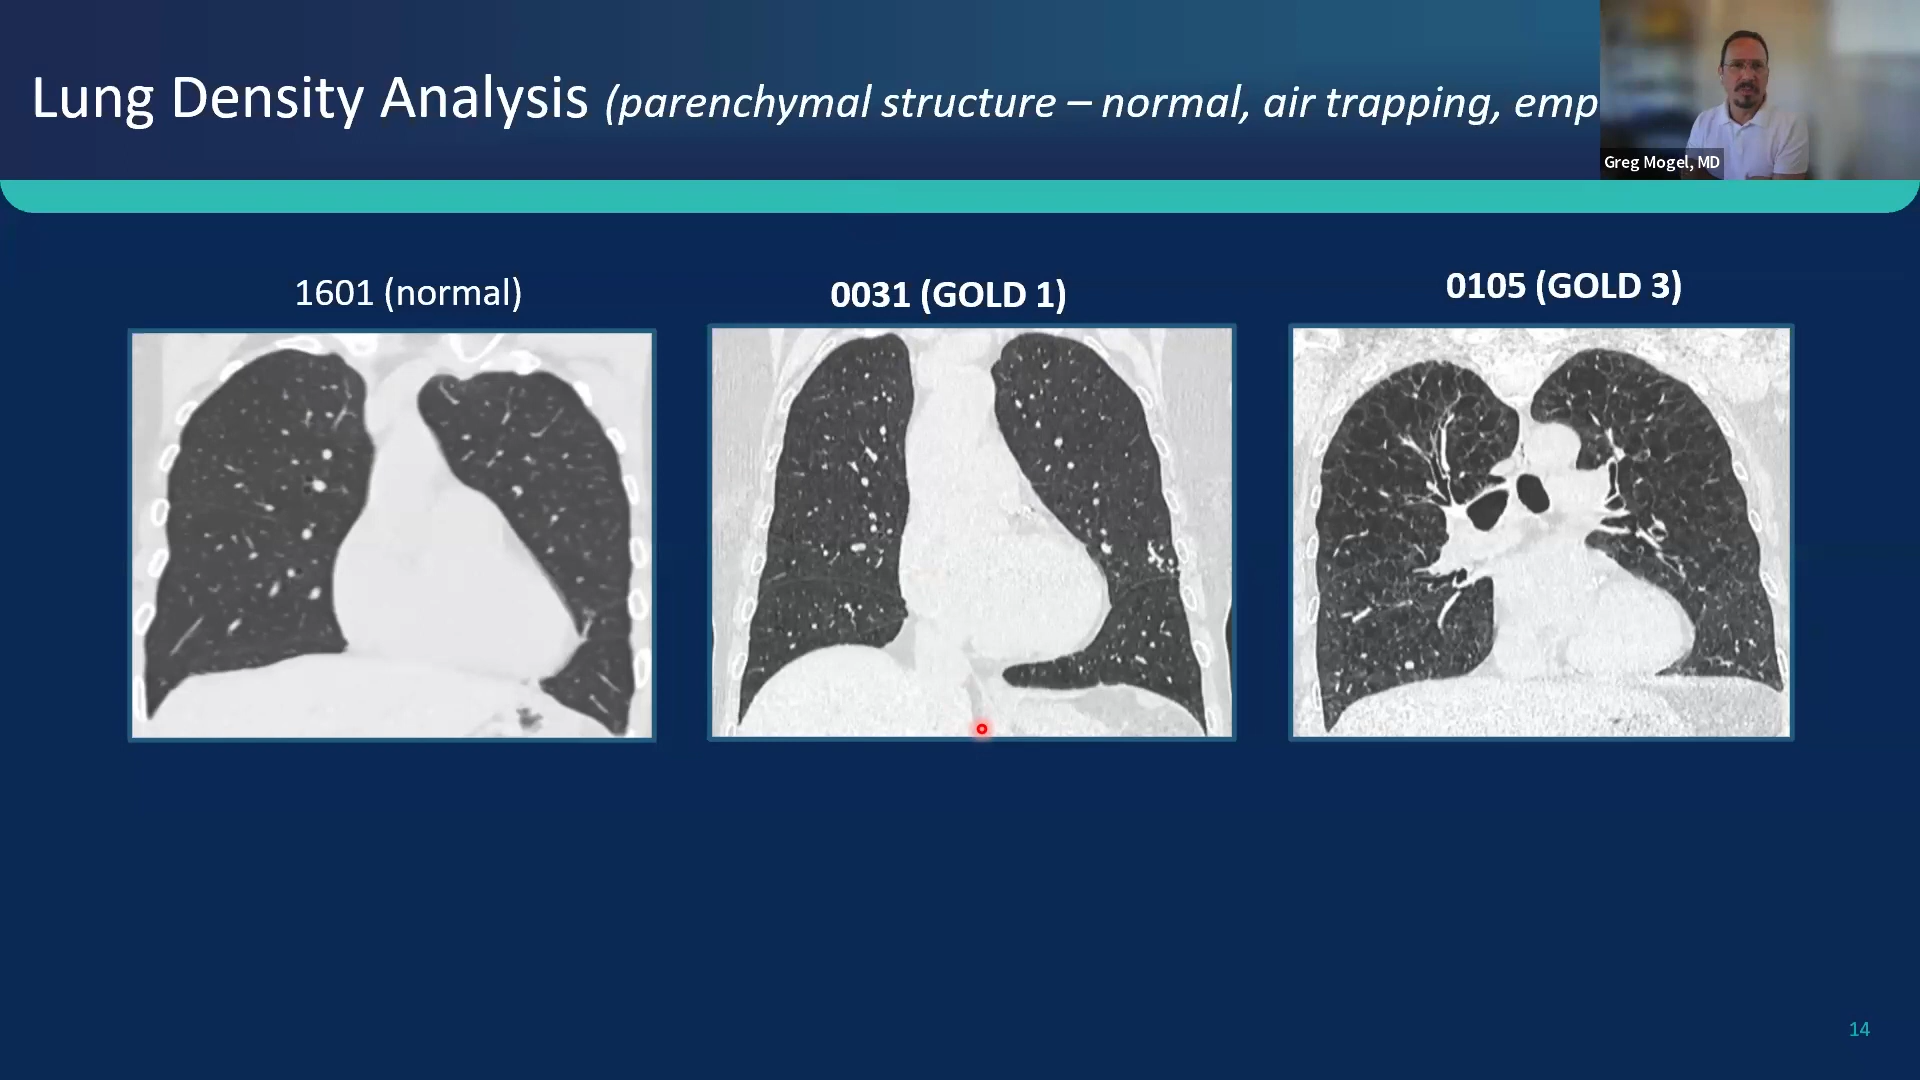 Lung Density Analysis (parenchymal structure – normal, air trapping, emp
Greg Mogel, MD
1601 (normal)
0031 (GOLD 1)
0105 (GOLD 3)
14